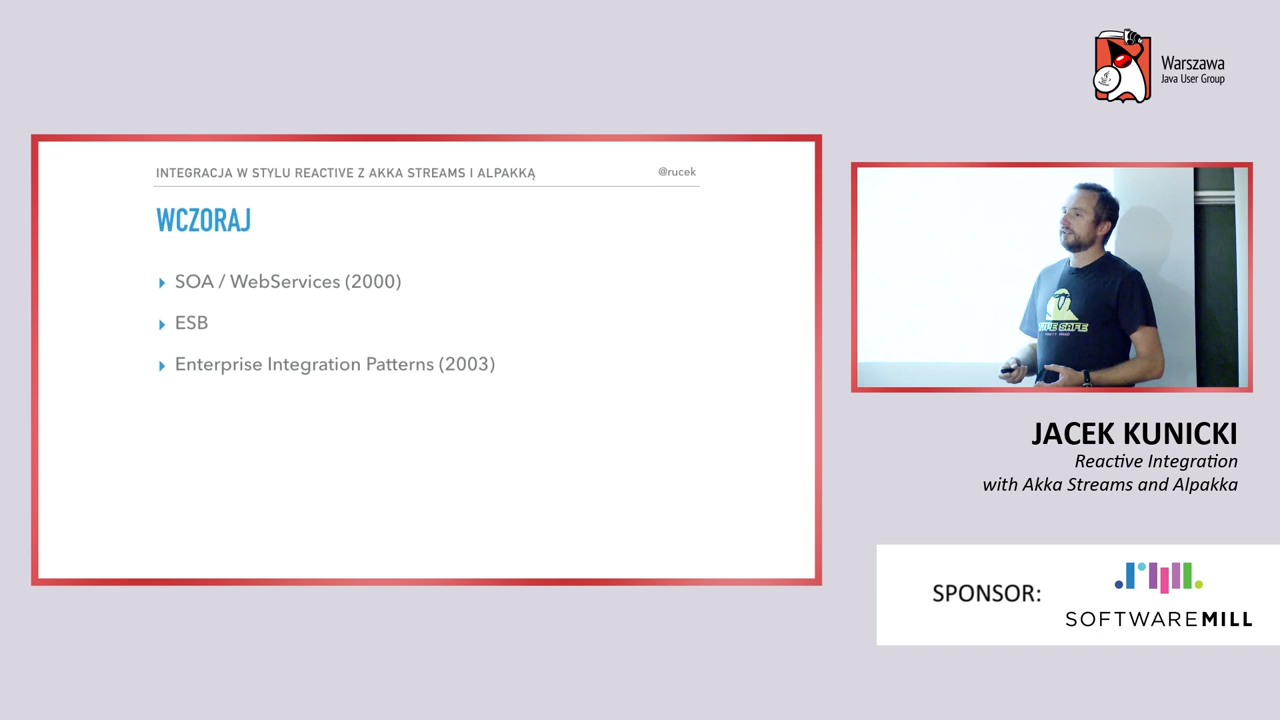 Warszawa
Java User Group
INTEGRACJA W STYLU REACTIVE Z AKKA STREAMS I ALPAKKĄ
@rucek
WCZORAJ
SOA / WebServices (2000)
ESB
Enterprise Integration Patterns (2003)
SAFE
JACEK KUNICKI
Reactive Integration
with Akka Streams and Alpakka
SPONSOR:
SOFTWAREMILL